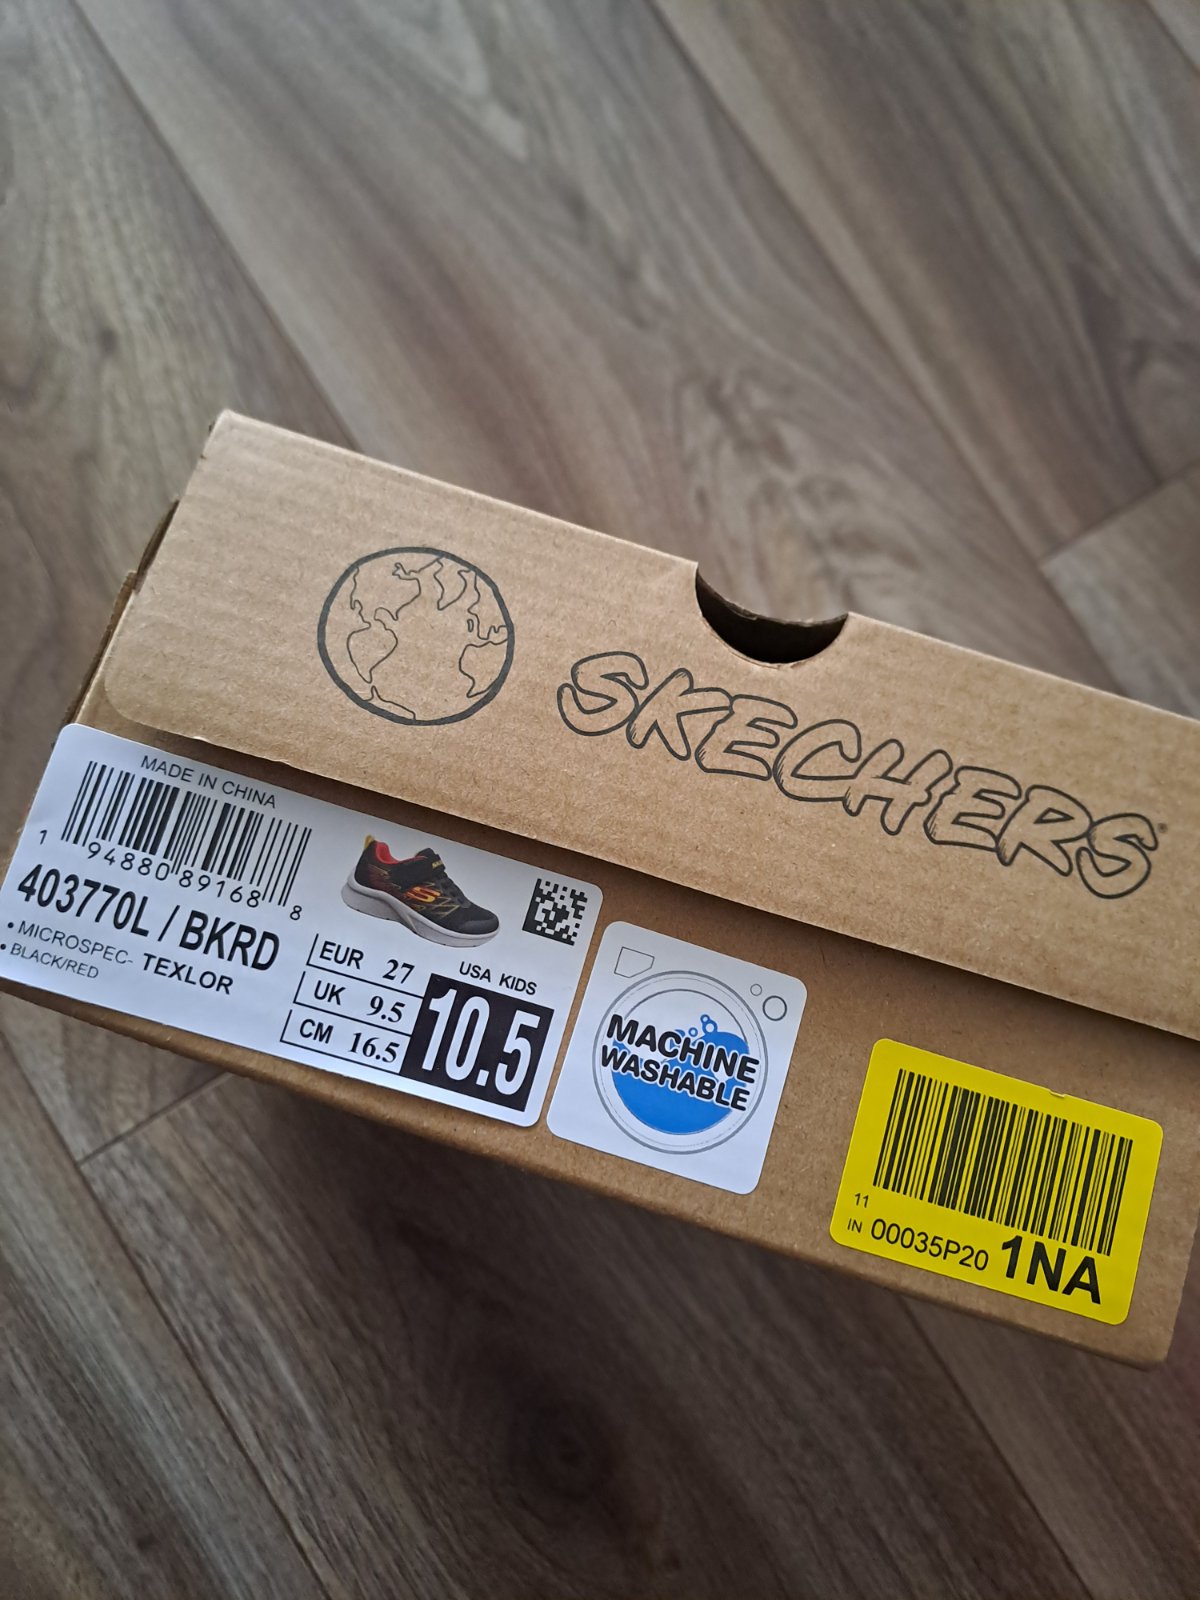 SKECHERS
MADE IN CHINA
1 94880 89168 8
403770L / BKRD
• MICROSPEC- TEXLOR
• BLACK/RED
EUR 27
UK 9.5
CM 16.5
USA KIDS
10.5
MACHINE
WASHABLE
11
IN 00035P20 1NA